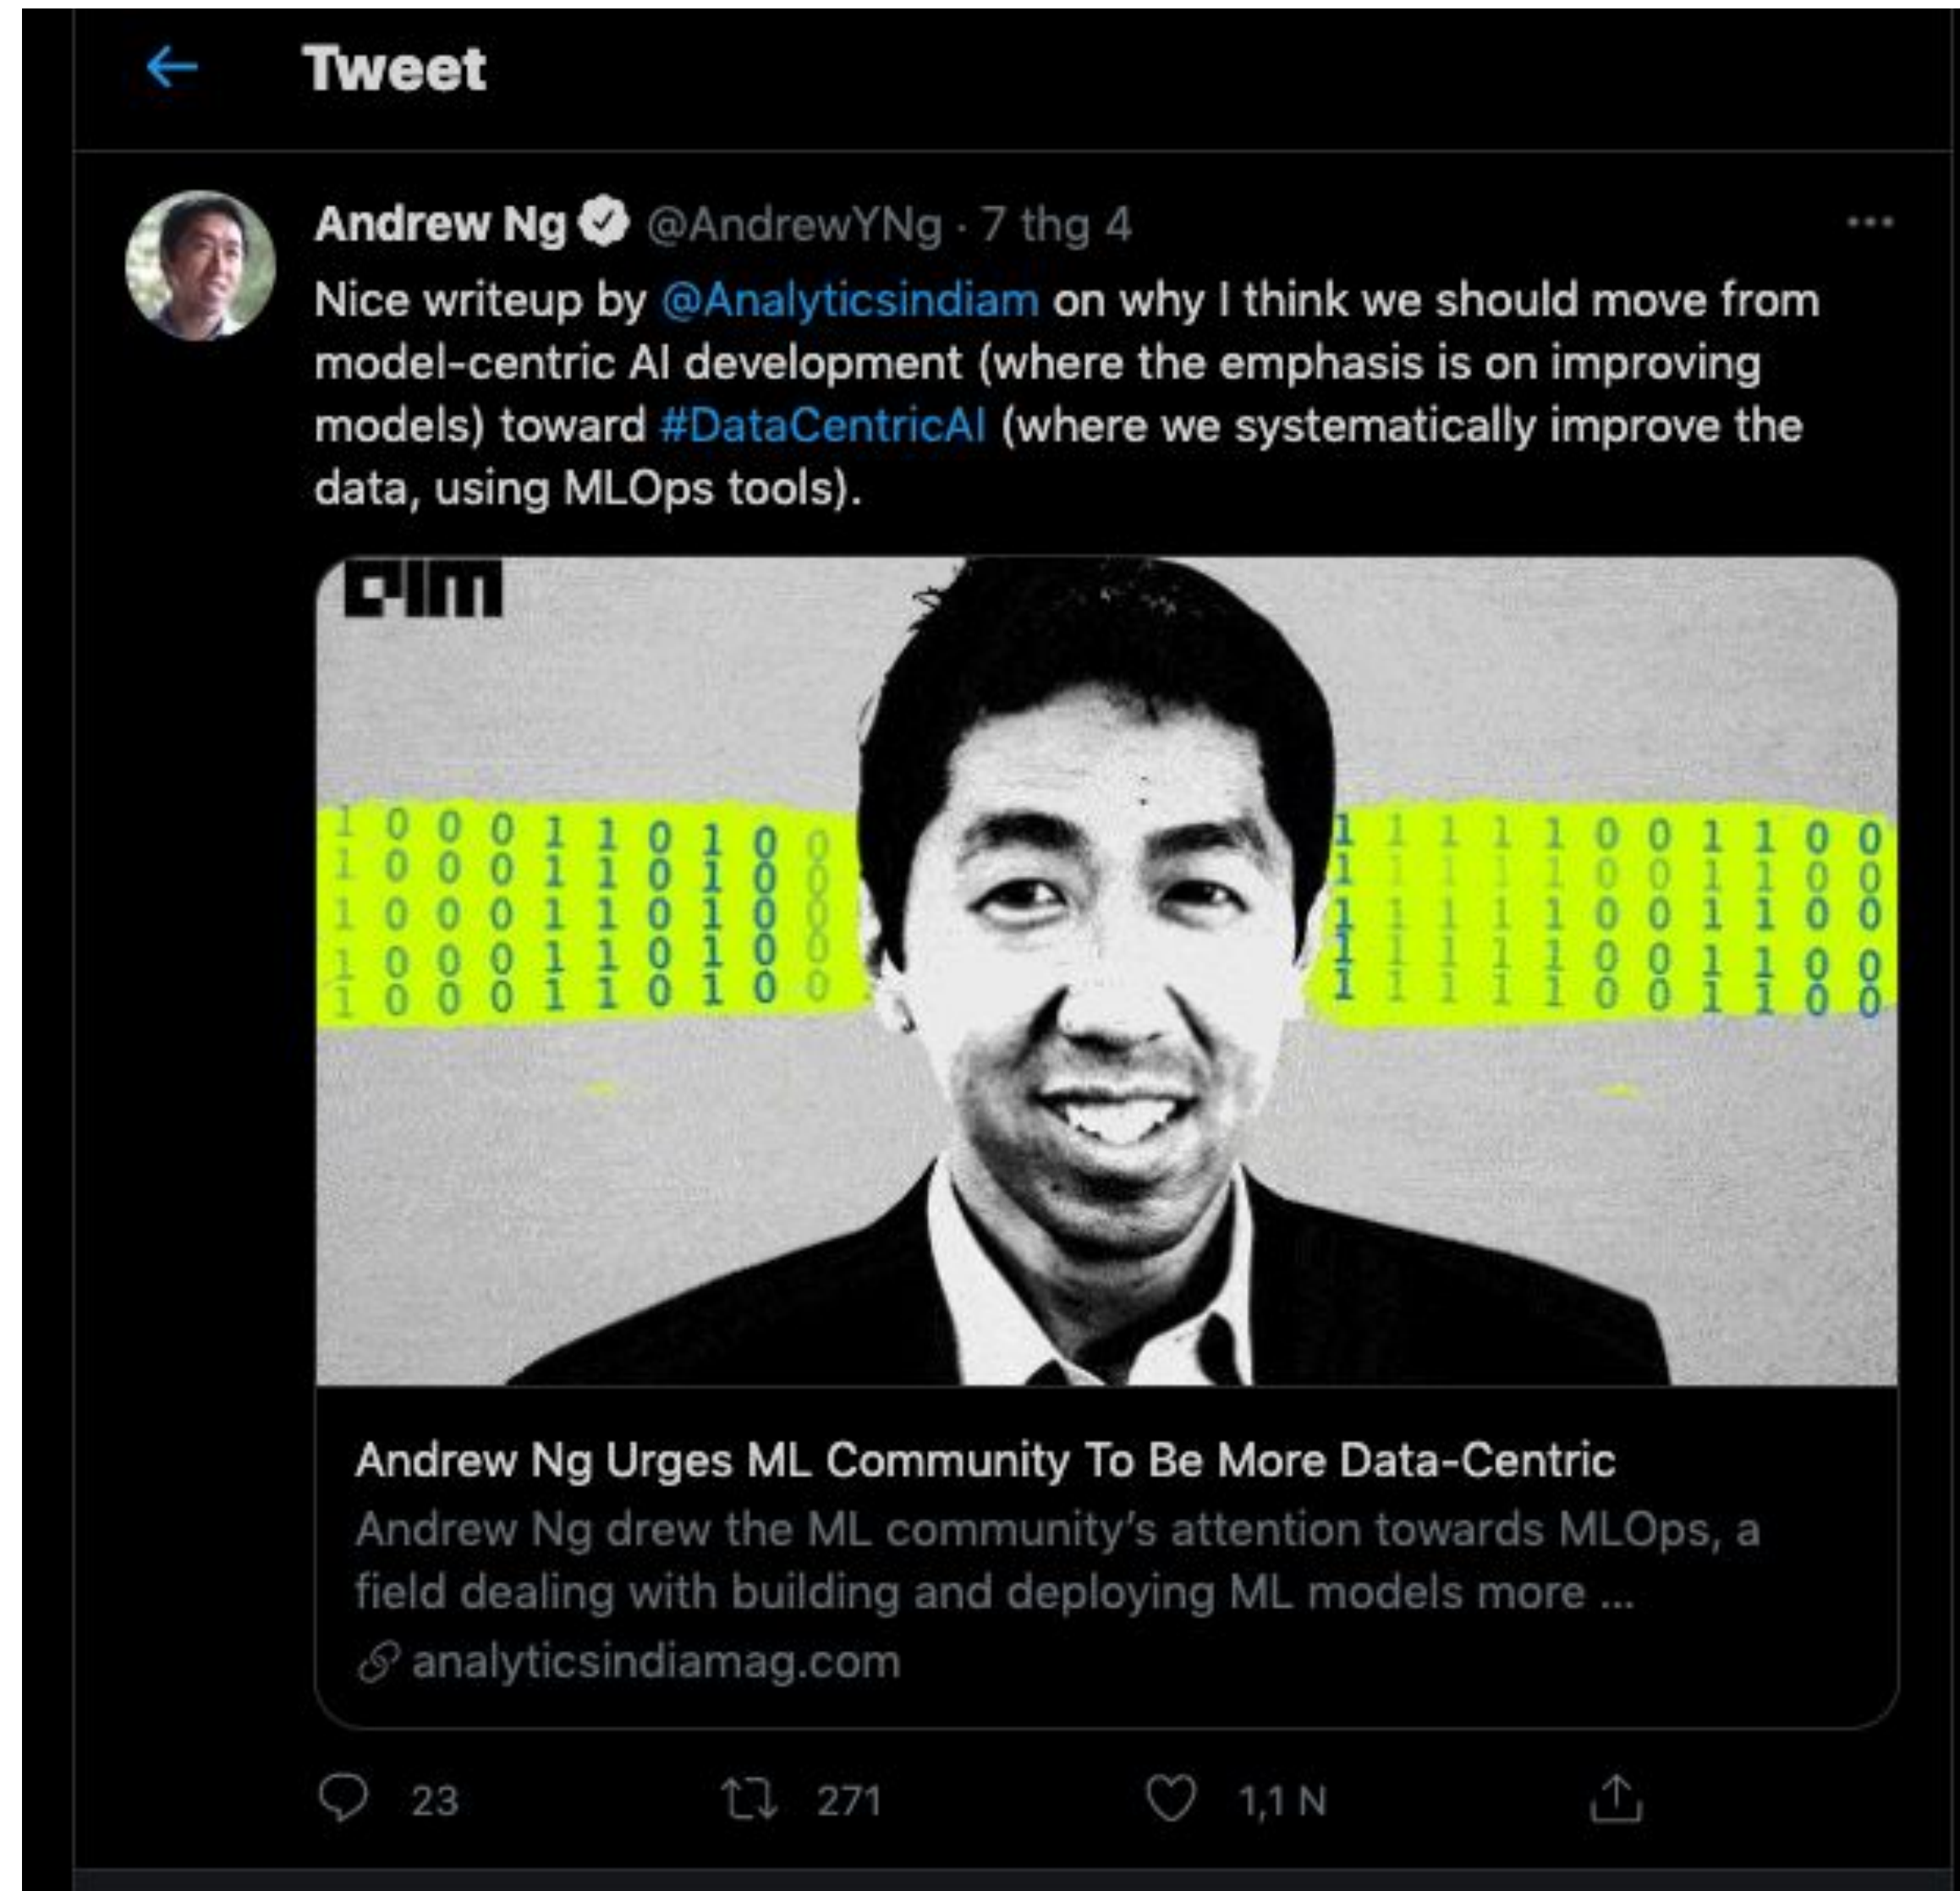 Tweet
Andrew Ng @AndrewYNg · 7 thg 4
Nice writeup by @Analyticsindiam on why I think we should move from
model-centric AI development (where the emphasis is on improving
models) toward #DataCentricAI (where we systematically improve the
data, using MLOps tools).
aim
1 0 0 0 1 1 0 1 0 0 1 1 1 1 1 0 0 1 1 0 0
1 0 0 0 1 1 0 1 0 0 1 1 1 1 1 0 0 1 1 0 0
1 0 0 0 1 1 0 1 0 0 1 1 1 1 1 0 0 1 1 0 0
1 0 0 0 1 1 0 1 0 0 1 1 1 1 1 0 0 1 1 0 0
1 0 0 0 1 1 0 1 0 0 1 1 1 1 1 0 0 1 1 0 0
Andrew Ng Urges ML Community To Be More Data-Centric
Andrew Ng drew the ML community’s attention towards MLOps, a
field dealing with building and deploying ML models more ...
analyticsindiamag.com
23 271 1,1 N